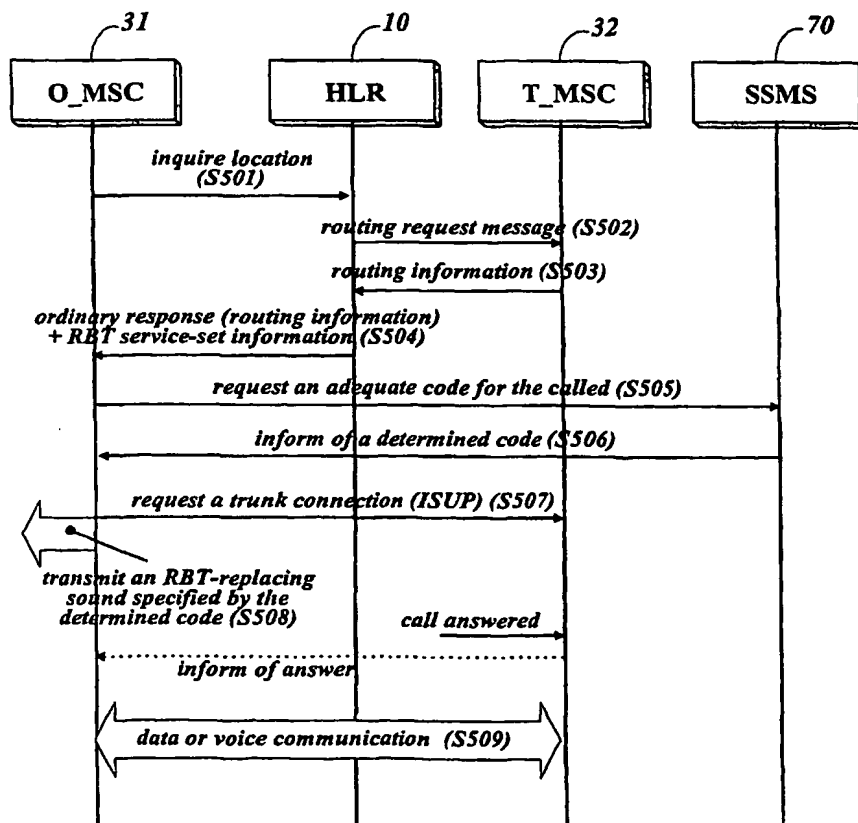 31
10
32
70
O_MSC
HLR
T_MSC
SSMS
inquire location
(S501)
routing request message (S502)
routing information (S503)
ordinary response (routing information)
+ RBT service-set information (S504)
request an adequate code for the called (S505)
inform of a determined code (S506)
request a trunk connection (ISUP) (S507)
transmit an RBT-replacing
sound specified by the
determined code (S508)
call answered
inform of answer
data or voice communication (S509)